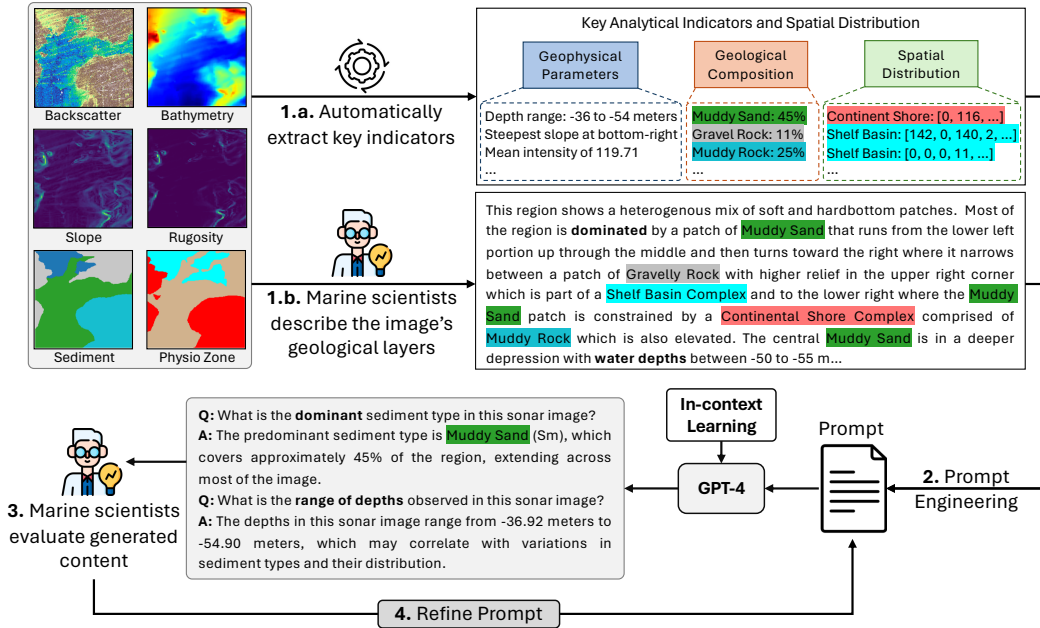 Backscatter
Bathymetry
Slope
Rugosity
Sediment
Physio Zone
1.a. Automatically
extract key indicators
1.b. Marine scientists
describe the image's
geological layers
Key Analytical Indicators and Spatial Distribution
Geophysical
Parameters
Geological
Composition
Spatial
Distribution
Depth range: -36 to -54 meters
Steepest slope at bottom-right
Mean intensity of 119.71
...
Muddy Sand: 45%
Gravel Rock: 11%
Muddy Rock: 25%
...
Continent Shore: [0, 116, ...]
Shelf Basin: [142, 0, 140, 2, ...]
Shelf Basin: [0, 0, 0, 11, ...]
...
This region shows a heterogenous mix of soft and hardbottom patches. Most of
the region is dominated by a patch of Muddy Sand that runs from the lower left
portion up through the middle and then turns toward the right where it narrows
between a patch of Gravelly Rock with higher relief in the upper right corner
which is part of a Shelf Basin Complex and to the lower right where the Muddy
Sand patch is constrained by a Continental Shore Complex comprised of
Muddy Rock which is also elevated. The central Muddy Sand is in a deeper
depression with water depths between -50 to -55 m...
Q: What is the dominant sediment type in this sonar image?
A: The predominant sediment type is Muddy Sand (Sm), which
covers approximately 45% of the region, extending across
most of the image.
Q: What is the range of depths observed in this sonar image?
A: The depths in this sonar image range from -36.92 meters to
-54.90 meters, which may correlate with variations in
sediment types and their distribution.
In-context
Learning
GPT-4
Prompt
2. Prompt
Engineering
3. Marine scientists
evaluate generated
content
4. Refine Prompt